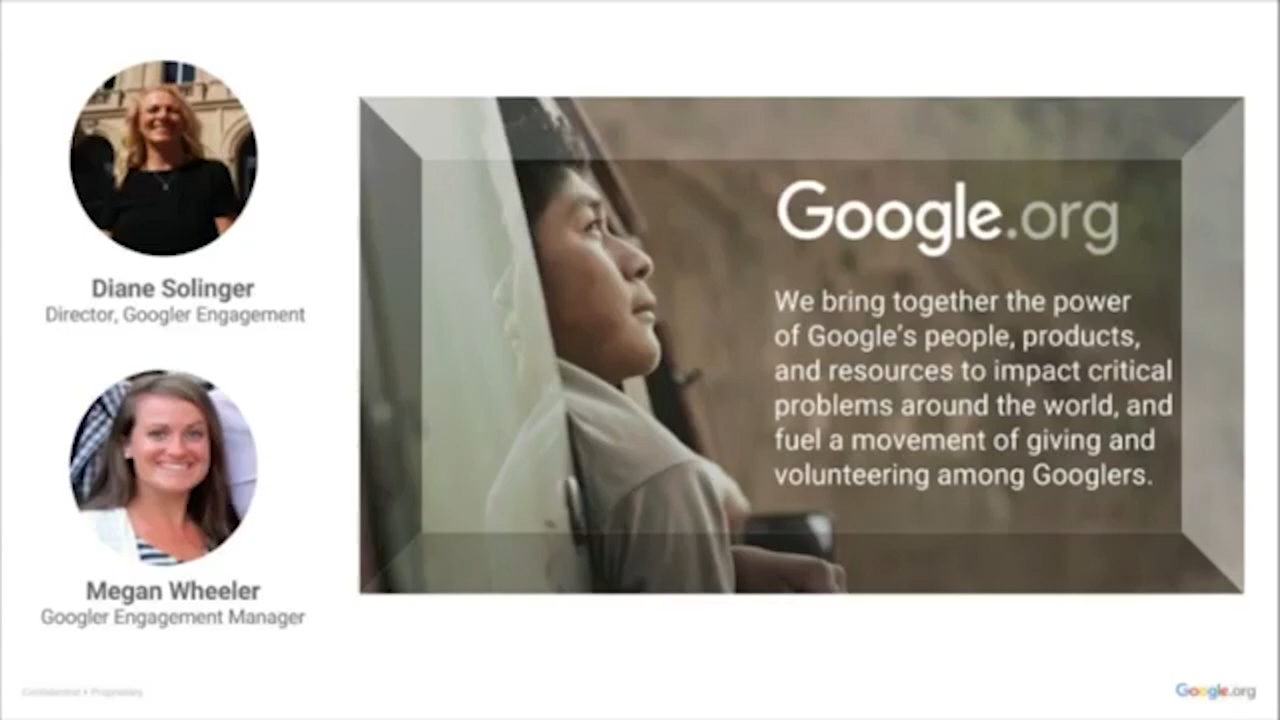 Diane Solinger
Director, Googler Engagement
Megan Wheeler
Googler Engagement Manager
Google.org
We bring together the power
of Google's people, products,
and resources to impact critical
problems around the world, and
fuel a movement of giving and
volunteering among Googlers.
Confidential + Proprietary
Google.org